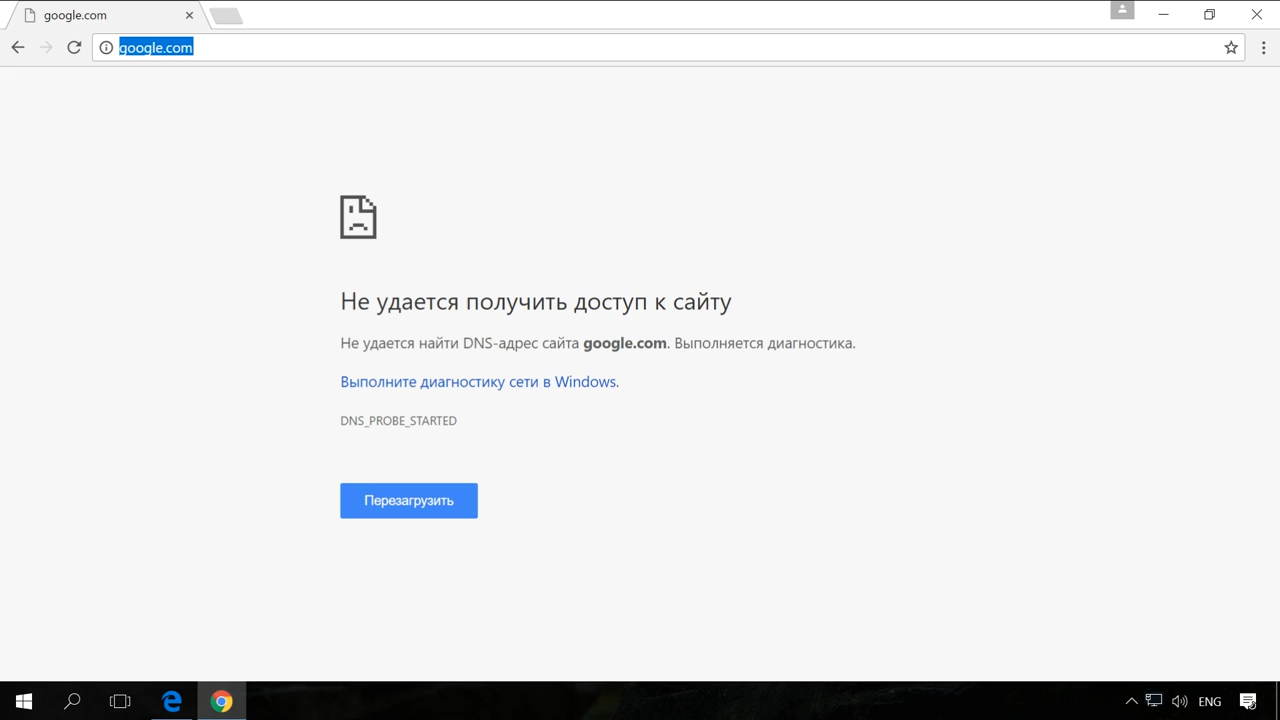 google.com
google.com
Не удается получить доступ к сайту
Не удается найти DNS-адрес сайта google.com. Выполняется диагностика.
Выполните диагностику сети в Windows.
DNS_PROBE_STARTED
Перезагрузить
ENG